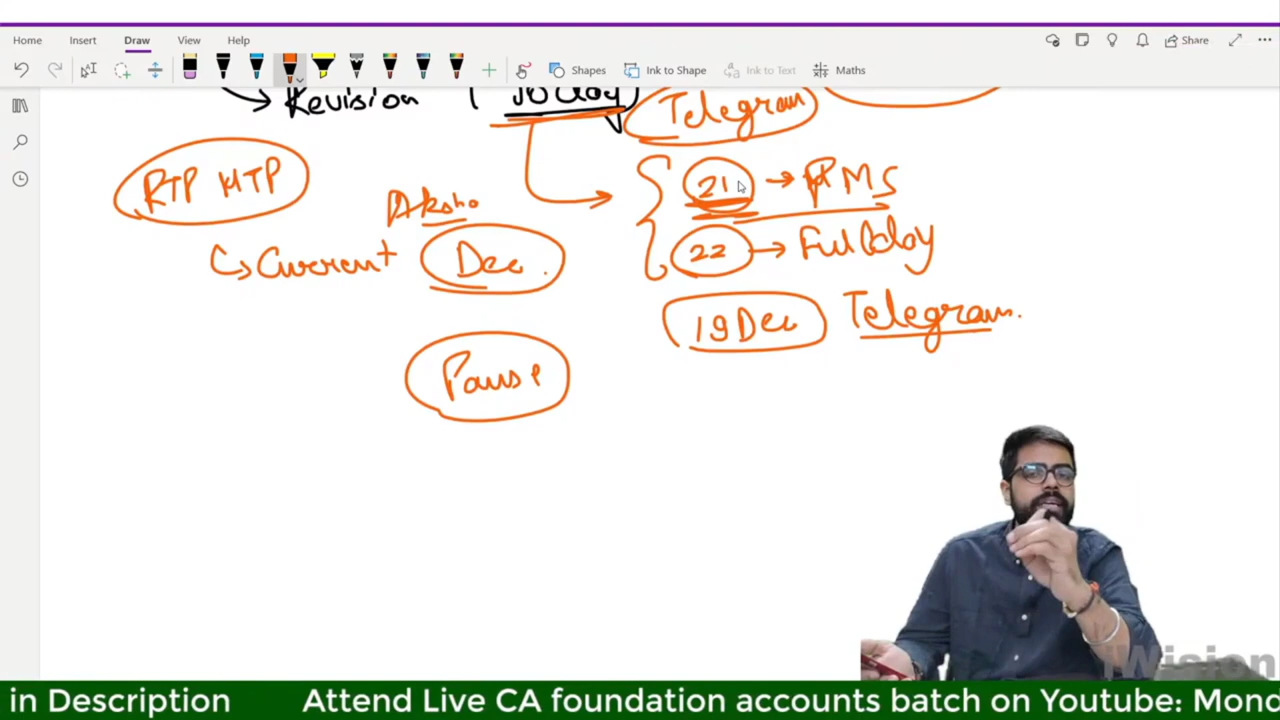 Home Insert Draw View Help Share
Shapes Ink to Shape Ink to Text Maths
Revision (
Telegram
RTP MTP
21 → PMS
Current Dec.
22 → Fullday
19 Dec Telegram.
Pause
in Description Attend Live CA foundation accounts batch on Youtube: Mond